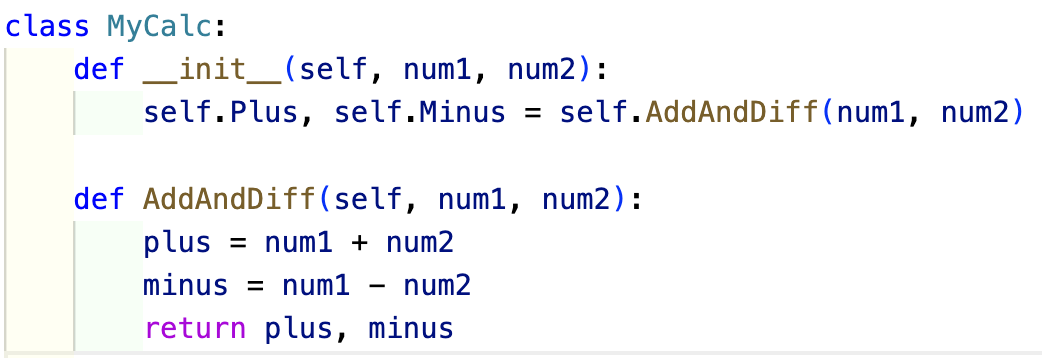 class MyCalc:
    def __init__(self, num1, num2):
        self.Plus, self.Minus = self.AddAndDiff(num1, num2)

    def AddAndDiff(self, num1, num2):
        plus = num1 + num2
        minus = num1 - num2
        return plus, minus